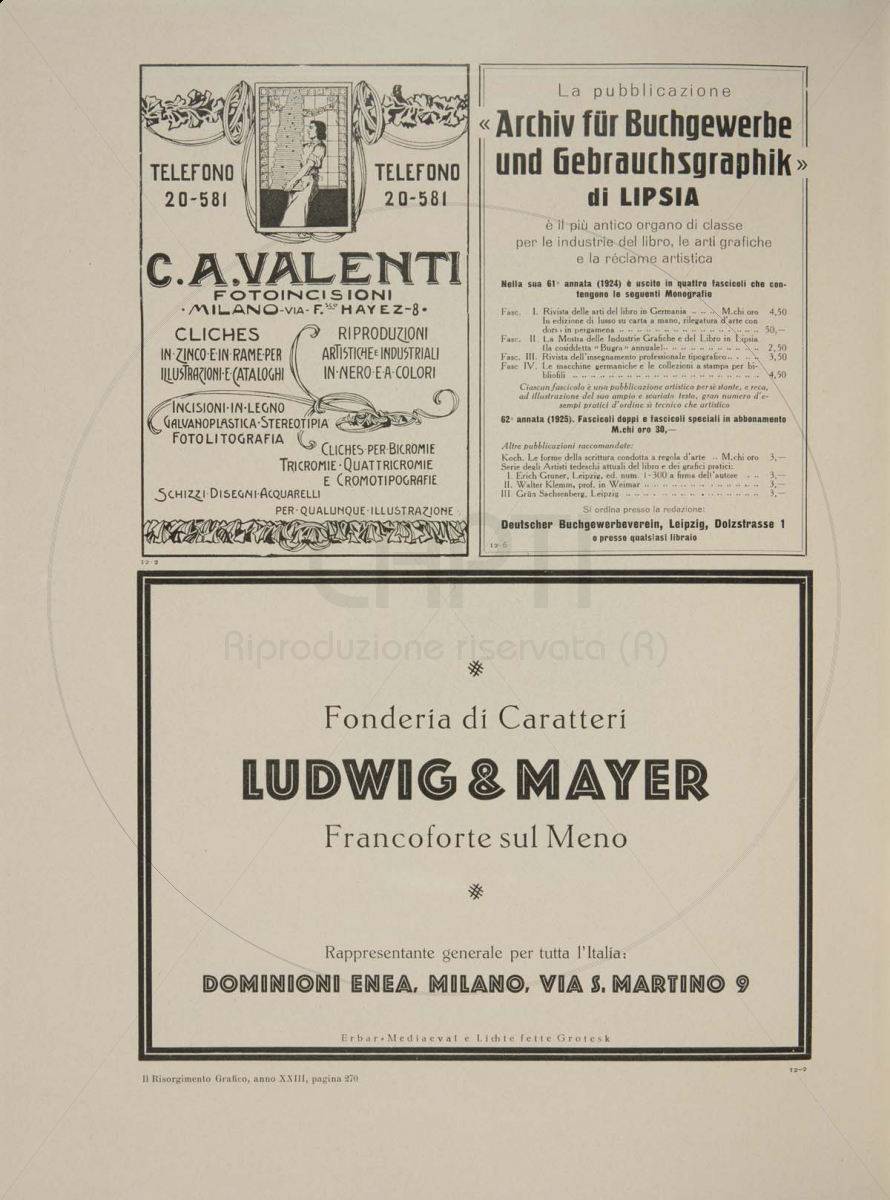 TELEFONO
20-581
TELEFONO
20-581
C.A.VALENTI
FOTOINCISIONI
·MILANO-VIA-F.SCO HAYEZ-8·
CLICHES
IN·ZINCO·E·IN·RAME·PER
ILLUSTRAZIONI·E·CATALOGHI
RIPRODUZIONI
ARTISTICHE E INDUSTRIALI
IN·NERO·E·A·COLORI
INCISIONI·IN·LEGNO
GALVANOPLASTICA·STEREOTIPIA
FOTOLITOGRAFIA
CLICHES·PER·BICROMIE
TRICROMIE·QUATTRICROMIE
E CROMOTIPOGRAFIE
SCHIZZI·DISEGNI·ACQUARELLI
PER·QUALUNQUE·ILLUSTRAZIONE
12-2
La pubblicazione
« Archiv für Buchgewerbe
und Gebrauchsgraphik »
di LIPSIA
è il più antico organo di classe
per le industrie del libro, le arti grafiche
e la réclame artistica
Nella sua 61ª annata (1924) è uscito in quattro fascicoli che con-
tengono le seguenti Monografie
Fasc. I. Rivista delle arti del libro in Germania .. .. .. M.chi oro 4,50
In edizione di lusso su carta a mano, rilegatura d'arte con
dorsi in pergamena .. .. .. .. .. .. .. .. .. 50,—
Fasc. II. La Mostra delle Industrie Grafiche e del Libro in Lipsia
(la cosiddetta "Bugra" annuale) .. .. .. .. .. .. 2,50
Fasc. III. Rivista dell'insegnamento professionale tipografico .. .. 3,50
Fasc IV. Le macchine germaniche e le collezioni a stampa per bi-
bliofili .. .. .. .. .. .. .. .. .. 4,50
Ciascun fascicolo è una pubblicazione artistica per sè stante, e reca,
ad illustrazione del suo ampio e svariato testo, gran numero d'e-
sempi pratici d'ordine sì tecnico che artistico
62ª annata (1925). Fascicoli doppi e fascicoli speciali in abbonamento
M.chi oro 30,—
Altre pubblicazioni raccomandate:
Koch. Le forme della scrittura condotta a regola d'arte .. M.chi oro 3,—
Serie degli Artisti tedeschi attuali del libro e dei grafici pratici:
I. Erich Gruner, Leipzig, ed. num. 1-300 a firma dell'autore .. .. 3,—
II. Walter Klemm, prof. in Weimar .. .. .. .. .. .. 3,—
III. Grün Sachsenberg, Leipzig .. .. .. .. .. .. .. 3,—
Si ordina presso la redazione:
Deutscher Buchgewerbeverein, Leipzig, Dolzstrasse 1
o presso qualsiasi libraio
12-6
CAPTI
Riproduzione riservata (R)
Fonderia di Caratteri
LUDWIG & MAYER
Francoforte sul Meno
Rappresentante generale per tutta l'Italia:
DOMINIONI ENEA, MILANO, VIA S. MARTINO 9
Erbar-Mediaeval e Lichte fette Grotesk
12-2
Il Risorgimento Grafico, anno XXIII, pagina 270